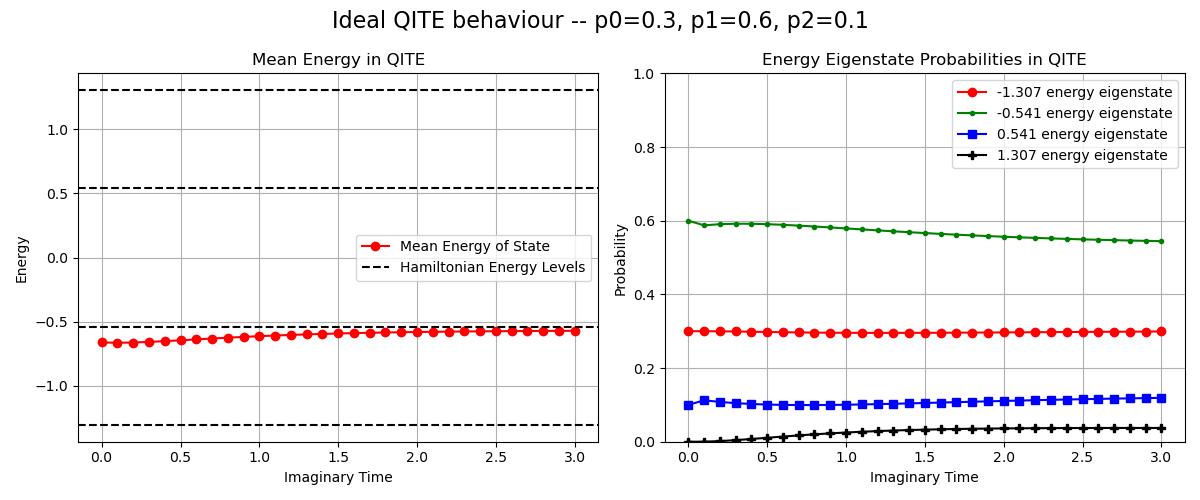 Ideal QITE behaviour -- p0=0.3, p1=0.6, p2=0.1
Mean Energy in QITE
Energy
1.0
0.5
0.0
−0.5
−1.0
Mean Energy of State
Hamiltonian Energy Levels
0.0 0.5 1.0 1.5 2.0 2.5 3.0
Imaginary Time
Energy Eigenstate Probabilities in QITE
Probability
1.0
0.8
0.6
0.4
0.2
0.0
-1.307 energy eigenstate
-0.541 energy eigenstate
0.541 energy eigenstate
1.307 energy eigenstate
0.0 0.5 1.0 1.5 2.0 2.5 3.0
Imaginary Time